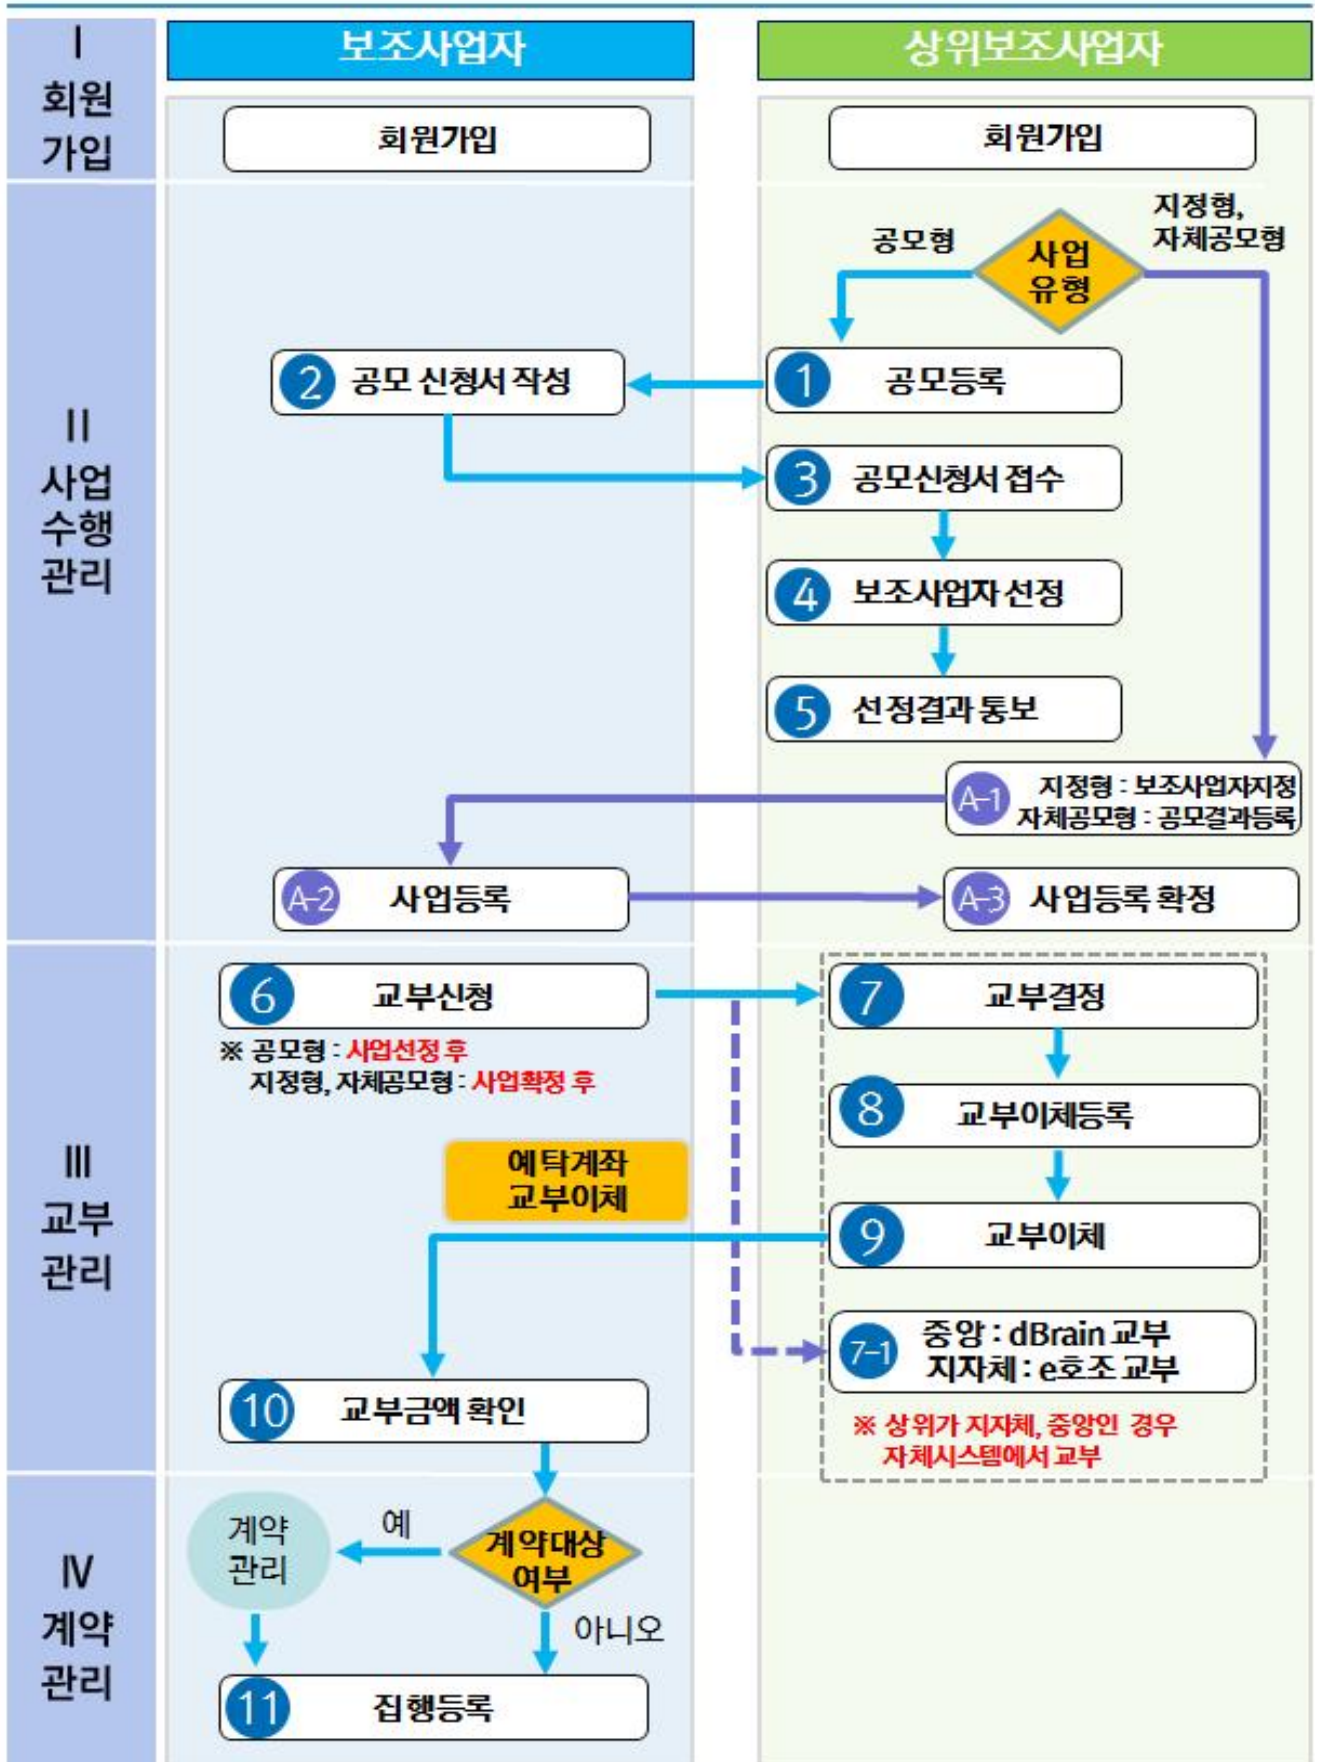 Ⅰ
회원
가입
보조사업자
상위보조사업자
회원가입
회원가입
Ⅱ
사업
수행
관리
지정형,
자체공모형
공모형
사업
유형
2 공모 신청서 작성
1 공모등록
3 공모신청서 접수
4 보조사업자 선정
5 선정결과 통보
A-1 지정형 : 보조사업자지정
자체공모형 : 공모결과등록
A-2 사업등록
A-3 사업등록 확정
Ⅲ
교부
관리
6 교부신청
※ 공모형 : 사업선정 후
지정형, 자체공모형 : 사업확정 후
7 교부결정
8 교부이체등록
예탁계좌
교부이체
9 교부이체
7-1 중앙 : dBrain 교부
지자체 : e호조 교부
※ 상위가 지자체, 중앙인 경우
자체시스템에서 교부
10 교부금액 확인
Ⅳ
계약
관리
계약
관리
예
계약대상
여부
아니오
11 집행등록